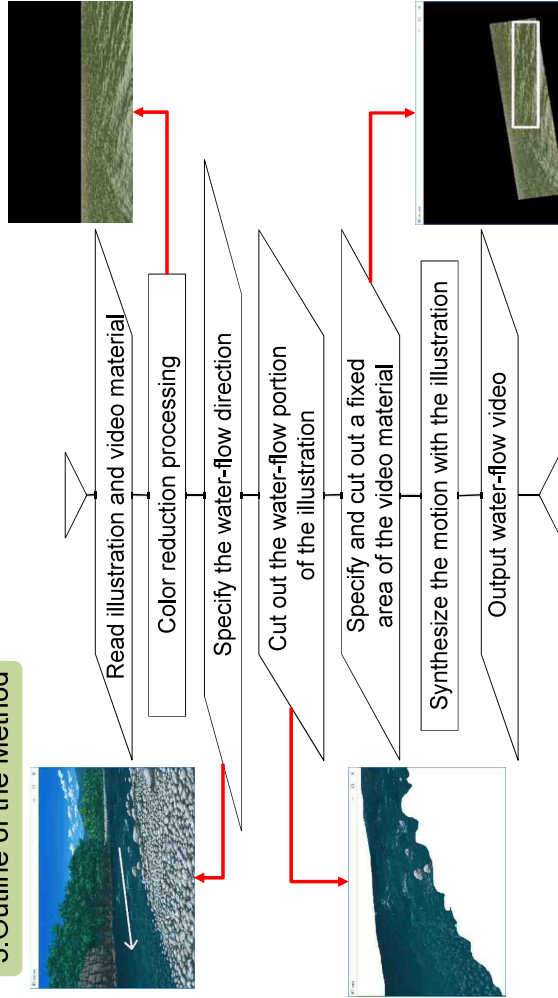 Outline of the Method
Read illustration and video material
Color reduction processing
Specify the water-flow direction
Cut out the water-flow portion
of the illustration
Specify and cut out a fixed
area of the video material
Synthesize the motion with the illustration
Output water-flow video